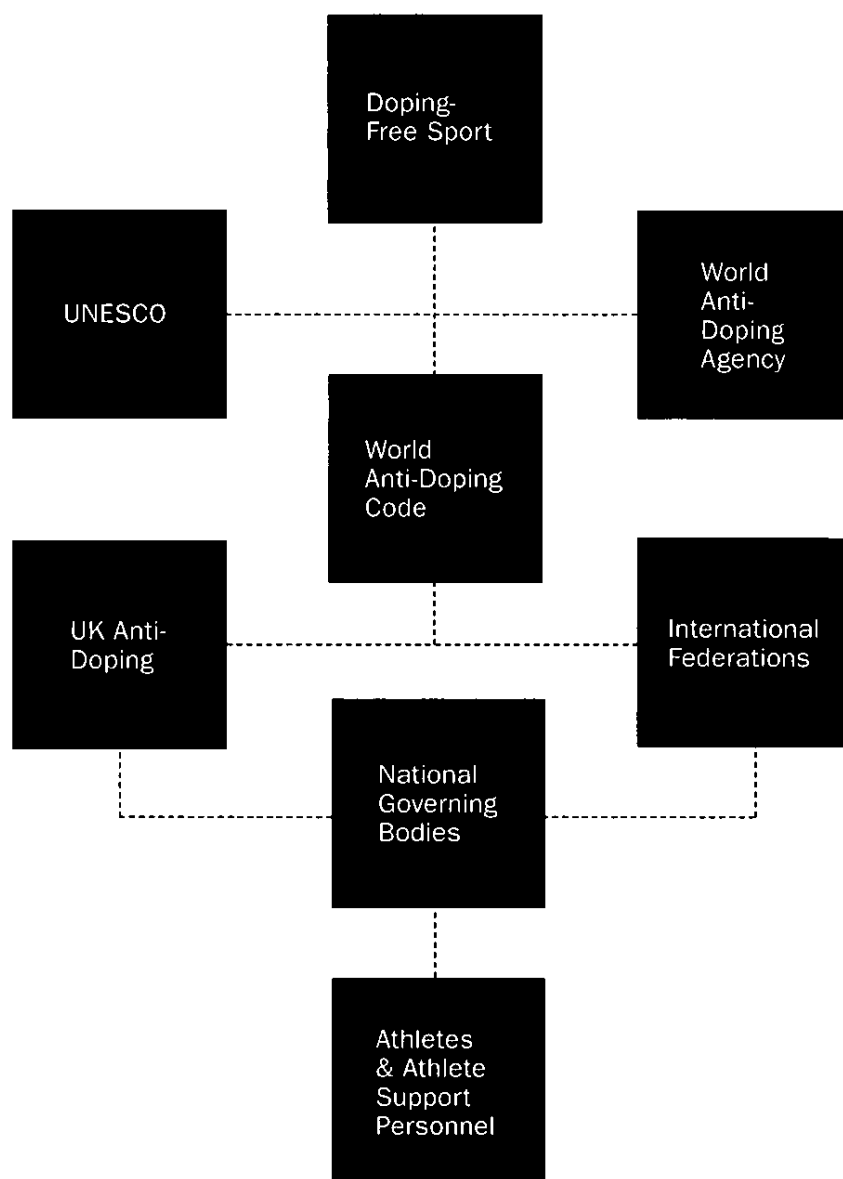 Doping-
Free Sport
UNESCO
World
Anti-
Doping
Agency
World
Anti-Doping
Code
UK Anti-
Doping
International
Federations
National
Governing
Bodies
Athletes
& Athlete
Support
Personnel